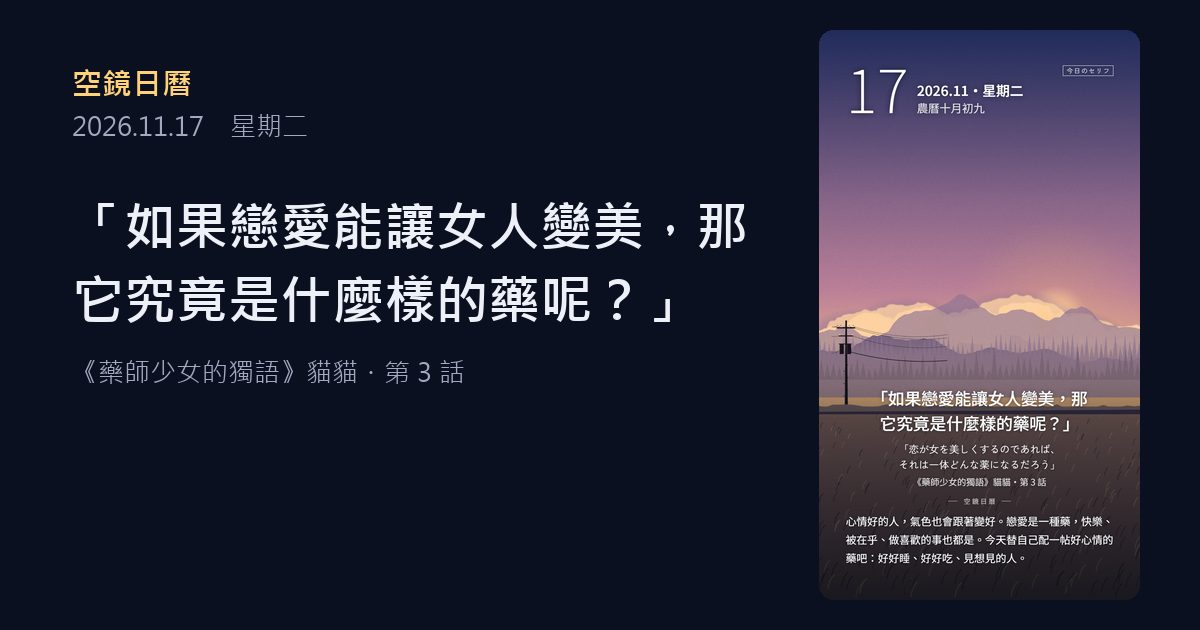 空鏡日曆
2026.11.17　星期二
「如果戀愛能讓女人變美，那
它究竟是什麼樣的藥呢？」
《藥師少女的獨語》貓貓．第 3 話
今日のセリフ
17
2026.11・星期二
農曆十月初九
「如果戀愛能讓女人變美，那
它究竟是什麼樣的藥呢？」
「恋が女を美しくするのであれば、
それは一体どんな薬になるだろう」
《藥師少女的獨語》貓貓・第 3 話
— 空鏡日曆 —
心情好的人，氣色也會跟著變好。戀愛是一種藥，快樂、
被在乎、做喜歡的事也都是。今天替自己配一帖好心情的
藥吧：好好睡、好好吃、見想見的人。